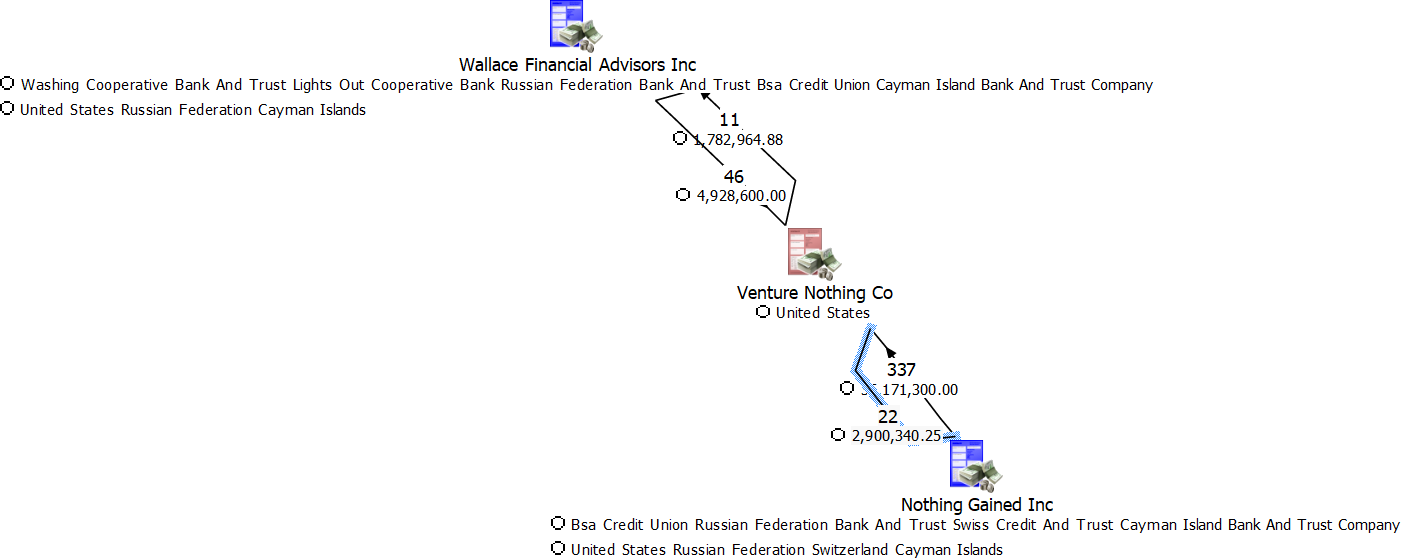 Wallace Financial Advisors Inc
Washing Cooperative Bank And Trust Lights Out Cooperative Bank Russian Federation Bank And Trust Bsa Credit Union Cayman Island Bank And Trust Company
United States Russian Federation Cayman Islands
11
1,782,964.88
46
4,928,600.00
Venture Nothing Co
United States
337
171,300.00
22
2,900,340.25
Nothing Gained Inc
Bsa Credit Union Russian Federation Bank And Trust Swiss Credit And Trust Cayman Island Bank And Trust Company
United States Russian Federation Switzerland Cayman Islands